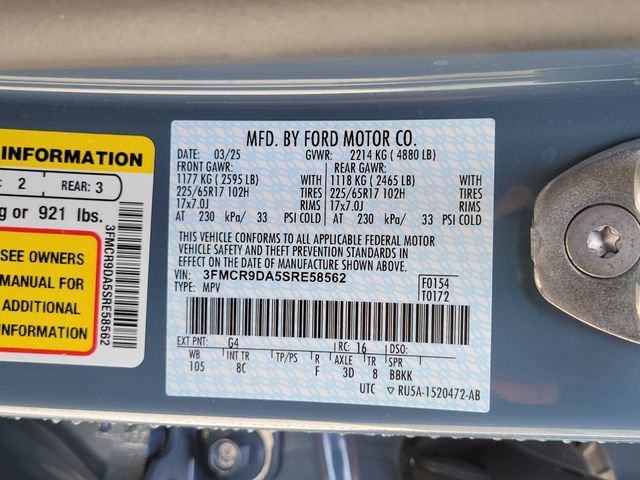 INFORMATION
: 2 REAR: 3
g or 921 lbs.
SEE OWNERS
MANUAL FOR
ADDITIONAL
INFORMATION
3FMCR9DA5SRE58562
MFD. BY FORD MOTOR CO.
DATE: 03/25 GVWR: 2214 KG ( 4880 LB)
FRONT GAWR: REAR GAWR:
1177 KG ( 2595 LB) WITH 1118 KG ( 2465 LB) WITH
225/65R17 102H TIRES 225/65R17 102H TIRES
17x7.0J RIMS 17x7.0J RIMS
AT 230 kPa/ 33 PSI COLD AT 230 kPa/ 33 PSI COLD
THIS VEHICLE CONFORMS TO ALL APPLICABLE FEDERAL MOTOR
VEHICLE SAFETY AND THEFT PREVENTION STANDARDS IN
EFFECT ON THE DATE OF MANUFACTURE SHOWN ABOVE.
VIN: 3FMCR9DA5SRE58562 F0154
TYPE: MPV T0172
EXT PNT: G4 RC: 16 DSO:
WB INT TR TP/PS R AXLE TR SPR
105 8C F 3D 8 BBKK
UTC ▽ RU5A-1520472-AB